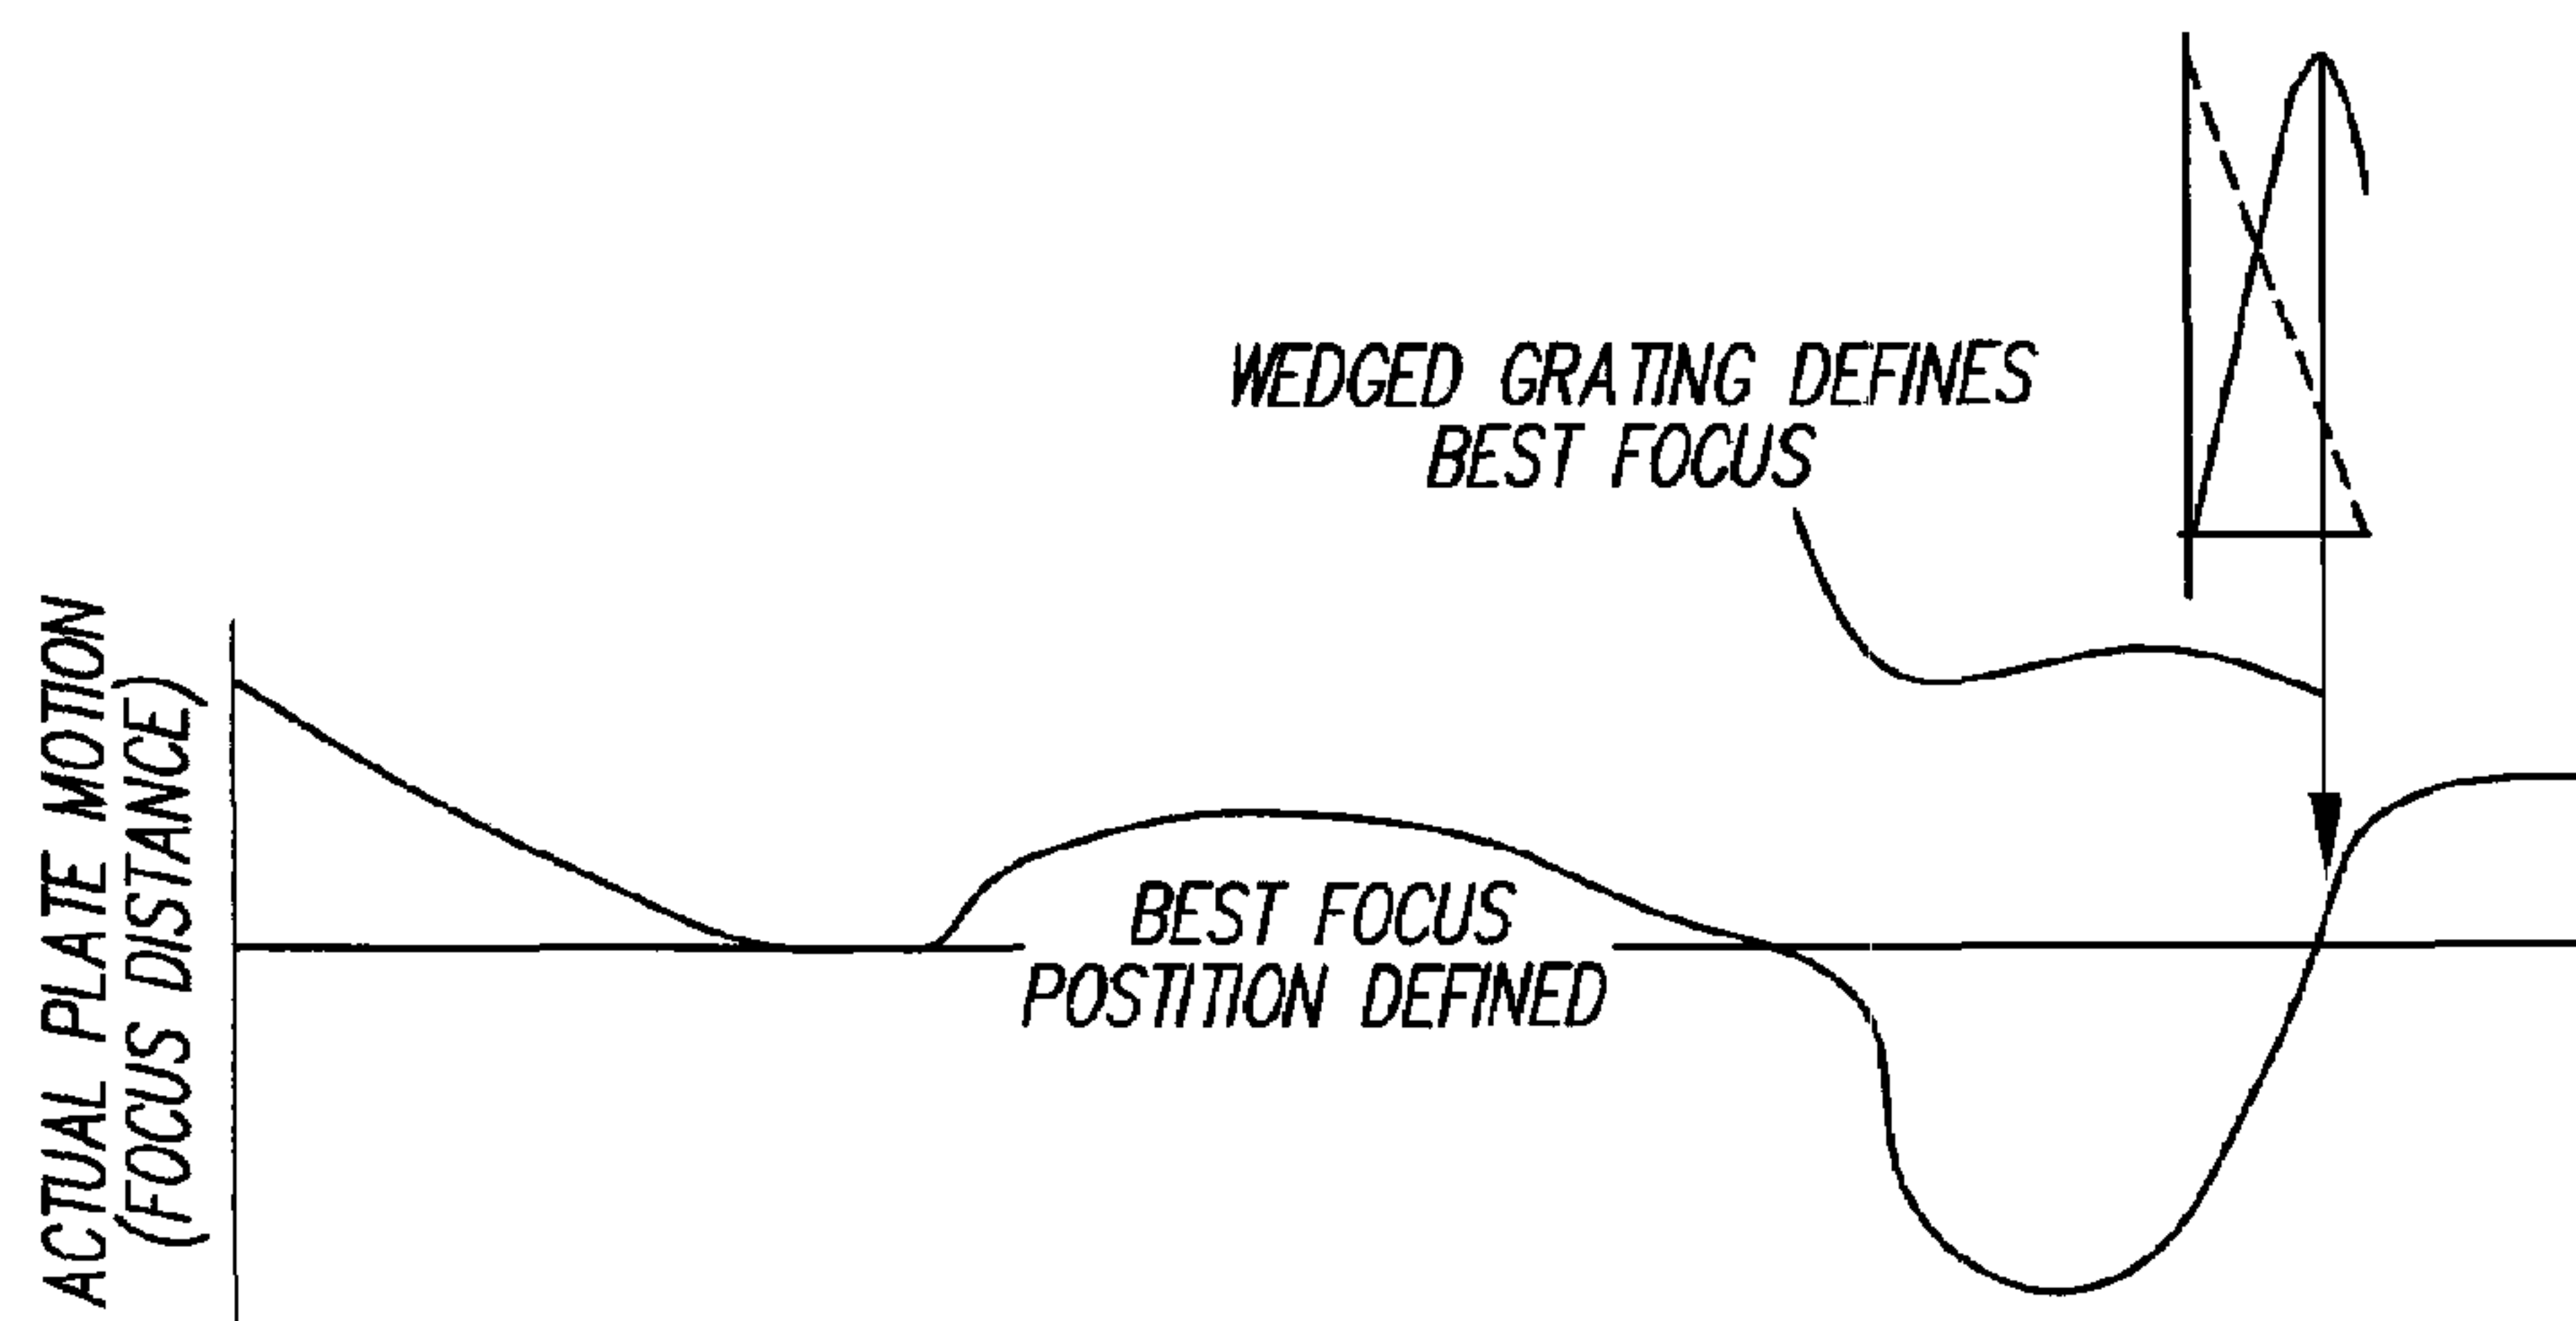 WEDGED GRATING DEFINES
BEST FOCUS
ACTUAL PLATE MOTION
(FOCUS DISTANCE)
BEST FOCUS
POSTITION DEFINED